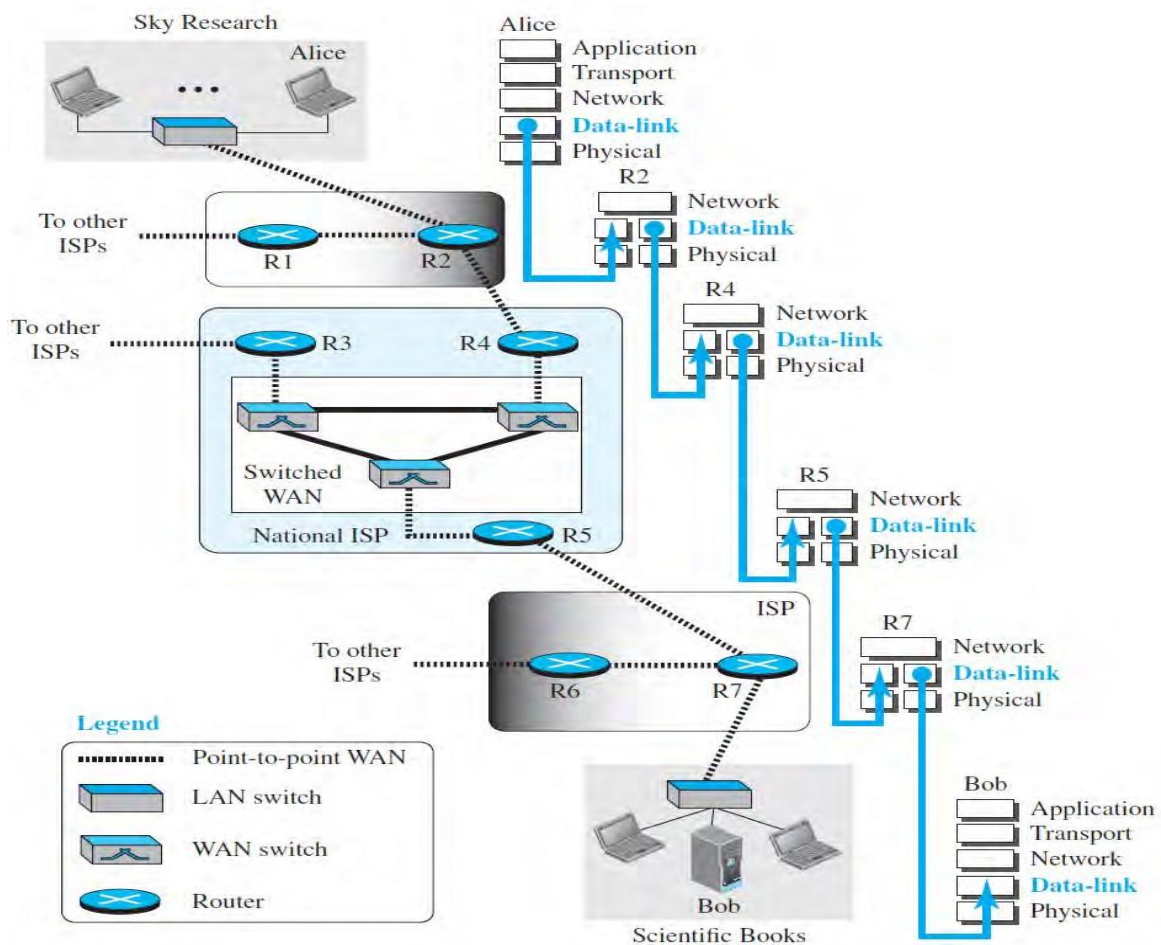 Sky Research
Alice
Alice
Application
Transport
Network
Data-link
Physical
R2
Network
Data-link
Physical
To other
ISPs
R1
R2
R4
Network
Data-link
Physical
To other
ISPs
R3
R4
Switched
WAN
National ISP
R5
R5
Network
Data-link
Physical
ISP
To other
ISPs
R6
R7
R7
Network
Data-link
Physical
Legend
Point-to-point WAN
LAN switch
WAN switch
Router
Bob
Scientific Books
Bob
Application
Transport
Network
Data-link
Physical